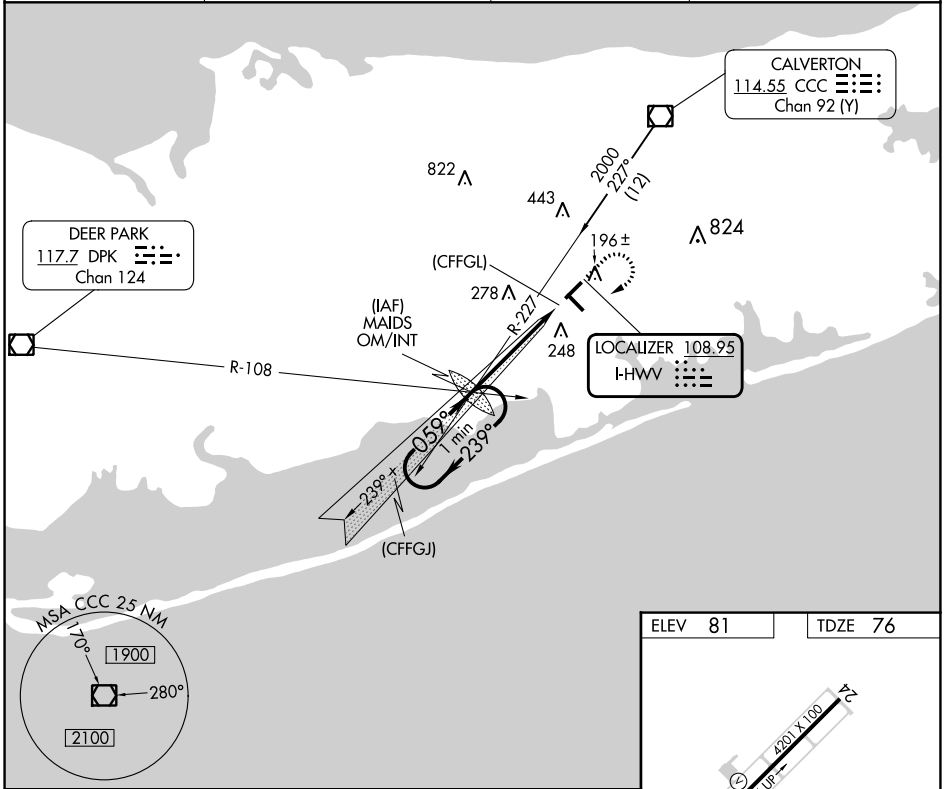 CALVERTON
114.55 CCC
Chan 92 (Y)
2000
227°
(12)
822
443
824
196 ±
DEER PARK
117.7 DPK
Chan 124
(CFFGL)
278
R-227
(IAF)
MAIDS
OM/INT
248
LOCALIZER 108.95
I-HWV
R-108
059°
1 min
239°
239°
(CFFGJ)
MSA CCC 25 NM
170°
1900
280°
2100
ELEV 81
TDZE 76
24
4201 X 100
UP
V